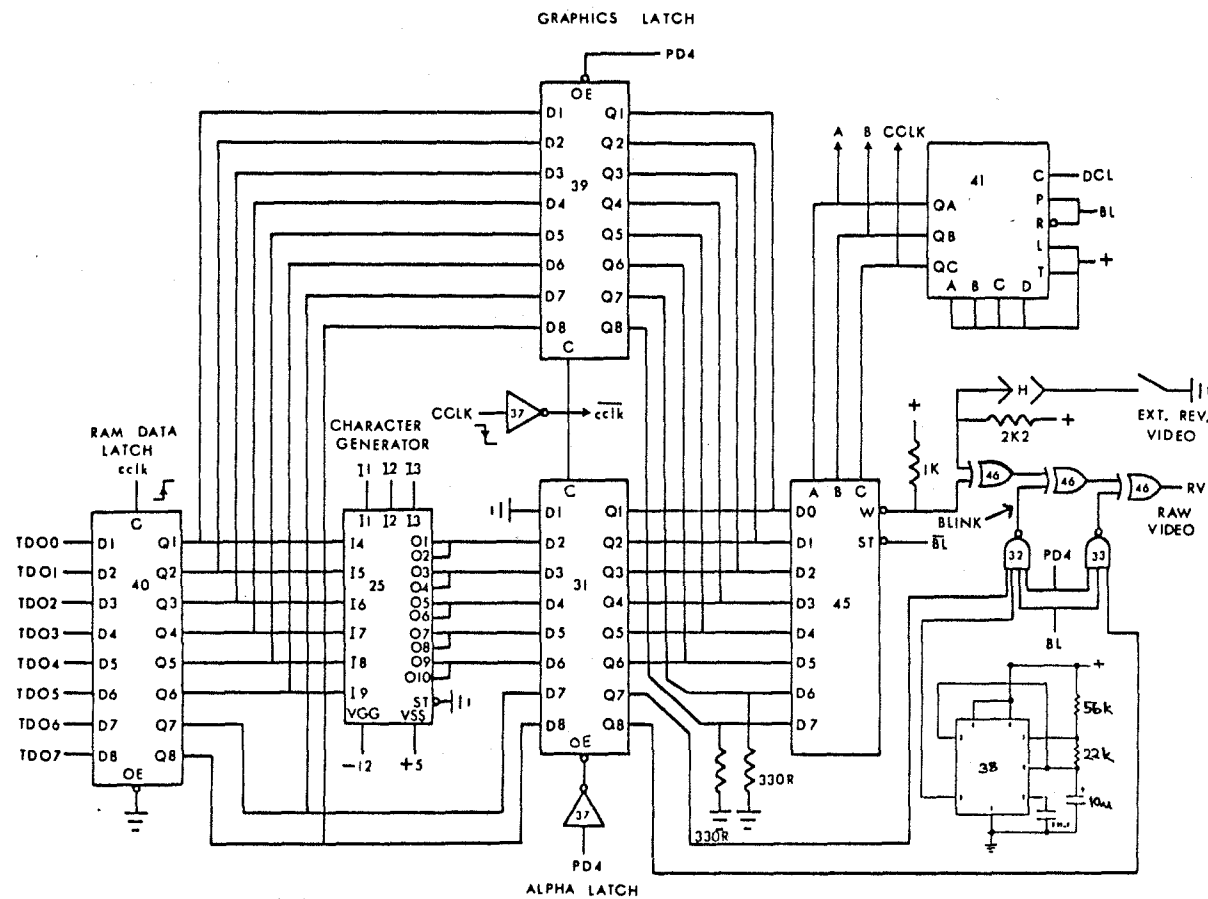 GRAPHICS LATCH
PD4
OE
D1 Q1
D2 Q2
D3 Q3
D4 Q4
D5 Q5
D6 Q6
D7 Q7
D8 Q8
39
C
A B CCLK
41
C DCL
P
R BL
L
T +
QA
QB
QC
A B C D
CCLK 37 cclk
RAM DATA
LATCH
cclk
C
TDO0 D1 Q1
TDO1 D2 Q2
TDO2 D3 Q3
TDO3 D4 Q4
TDO4 D5 Q5
TDO5 D6 Q6
TDO6 D7 Q7
TDO7 D8 Q8
40
OE
CHARACTER
GENERATOR
I1 I2 I3
I1 I2 I3
I4 O1
O2
I5 O3
25
O4
I6 O5
O6
I7 O7
O8
I8 O9
O10
I9
ST
VGG VSS
-12 +5
C
D1 Q1
D2 Q2
D3 Q3
31
D4 Q4
D5 Q5
D6 Q6
D7 Q7
D8 Q8
OE
37
PD4
ALPHA LATCH
330R
330R
A B C
D0 W
D1 ST BL
D2
D3
45
D4
D5
D6
D7
+
1K
H
2K2 +
EXT. REV.
VIDEO
46 46 46 RV
RAW
VIDEO
BLINK
32 PD4 33
BL
+
56k
22k
38
10u